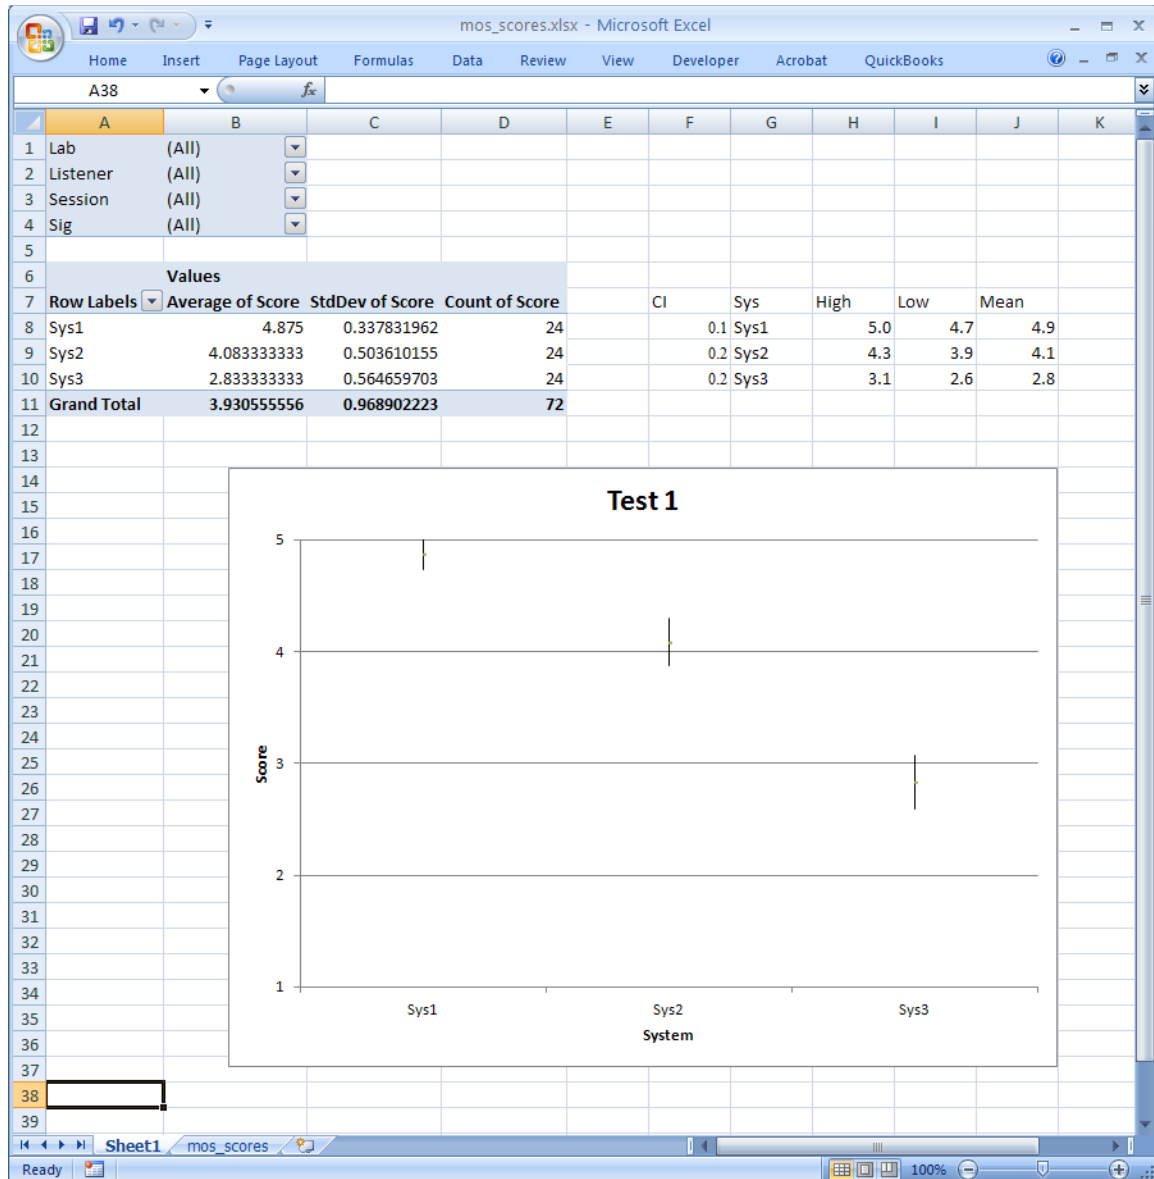 mos_scores.xlsx - Microsoft Excel
Home Insert Page Layout Formulas Data Review View Developer Acrobat QuickBooks
A38 fx
A B C D E F G H I J K
1 Lab (All)
2 Listener (All)
3 Session (All)
4 Sig (All)
5
6 Values
7 Row Labels Average of Score StdDev of Score Count of Score CI Sys High Low Mean
8 Sys1 4.875 0.337831962 24 0.1 Sys1 5.0 4.7 4.9
9 Sys2 4.083333333 0.503610155 24 0.2 Sys2 4.3 3.9 4.1
10 Sys3 2.833333333 0.564659703 24 0.2 Sys3 3.1 2.6 2.8
11 Grand Total 3.930555556 0.968902223 72
12
13
14
15
16
17
18
19
20
21
22
23
24
25
26
27
28
29
30
31
32
33
34
35
36
37
38
39
Test 1
5
4
3
2
1
Score
Sys1 Sys2 Sys3
System
Sheet1 mos_scores
Ready 100%